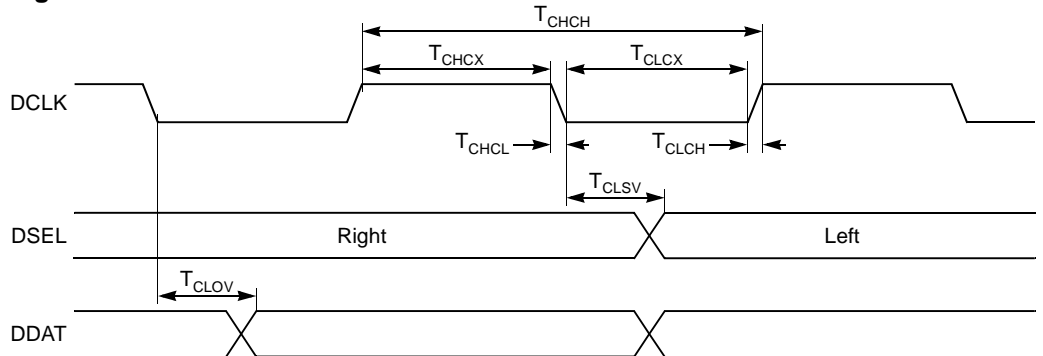 T_CHCH
T_CHCX T_CLCX
DCLK
T_CHCL T_CLCH
T_CLSV
DSEL Right Left
T_CLOV
DDAT